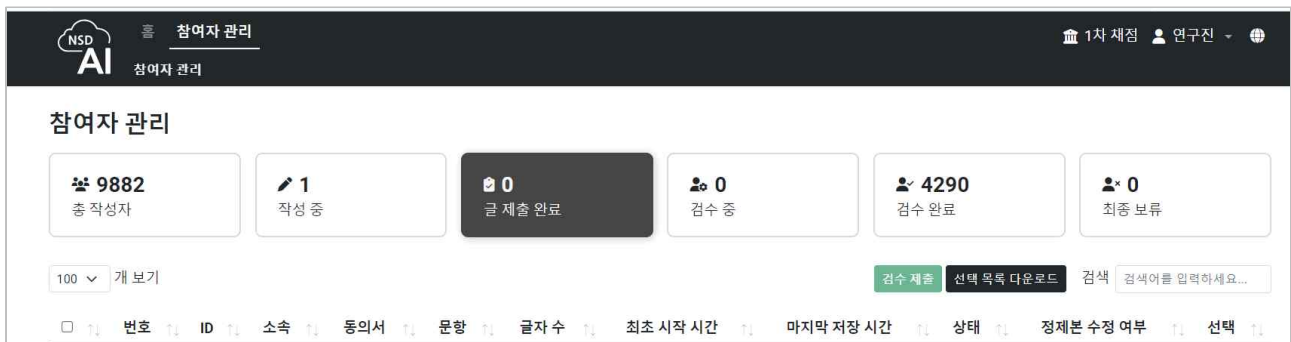 NSD
AI
홈 참여자 관리
1차 채점 연구진
참여자 관리
참여자 관리
9882
총 작성자
1
작성 중
0
글 제출 완료
0
검수 중
4290
검수 완료
0
최종 보류
100 개 보기
검수 제출 선택 목록 다운로드 검색 검색어를 입력하세요...
번호 ID 소속 동의서 문항 글자 수 최초 시작 시간 마지막 저장 시간 상태 정제본 수정 여부 선택